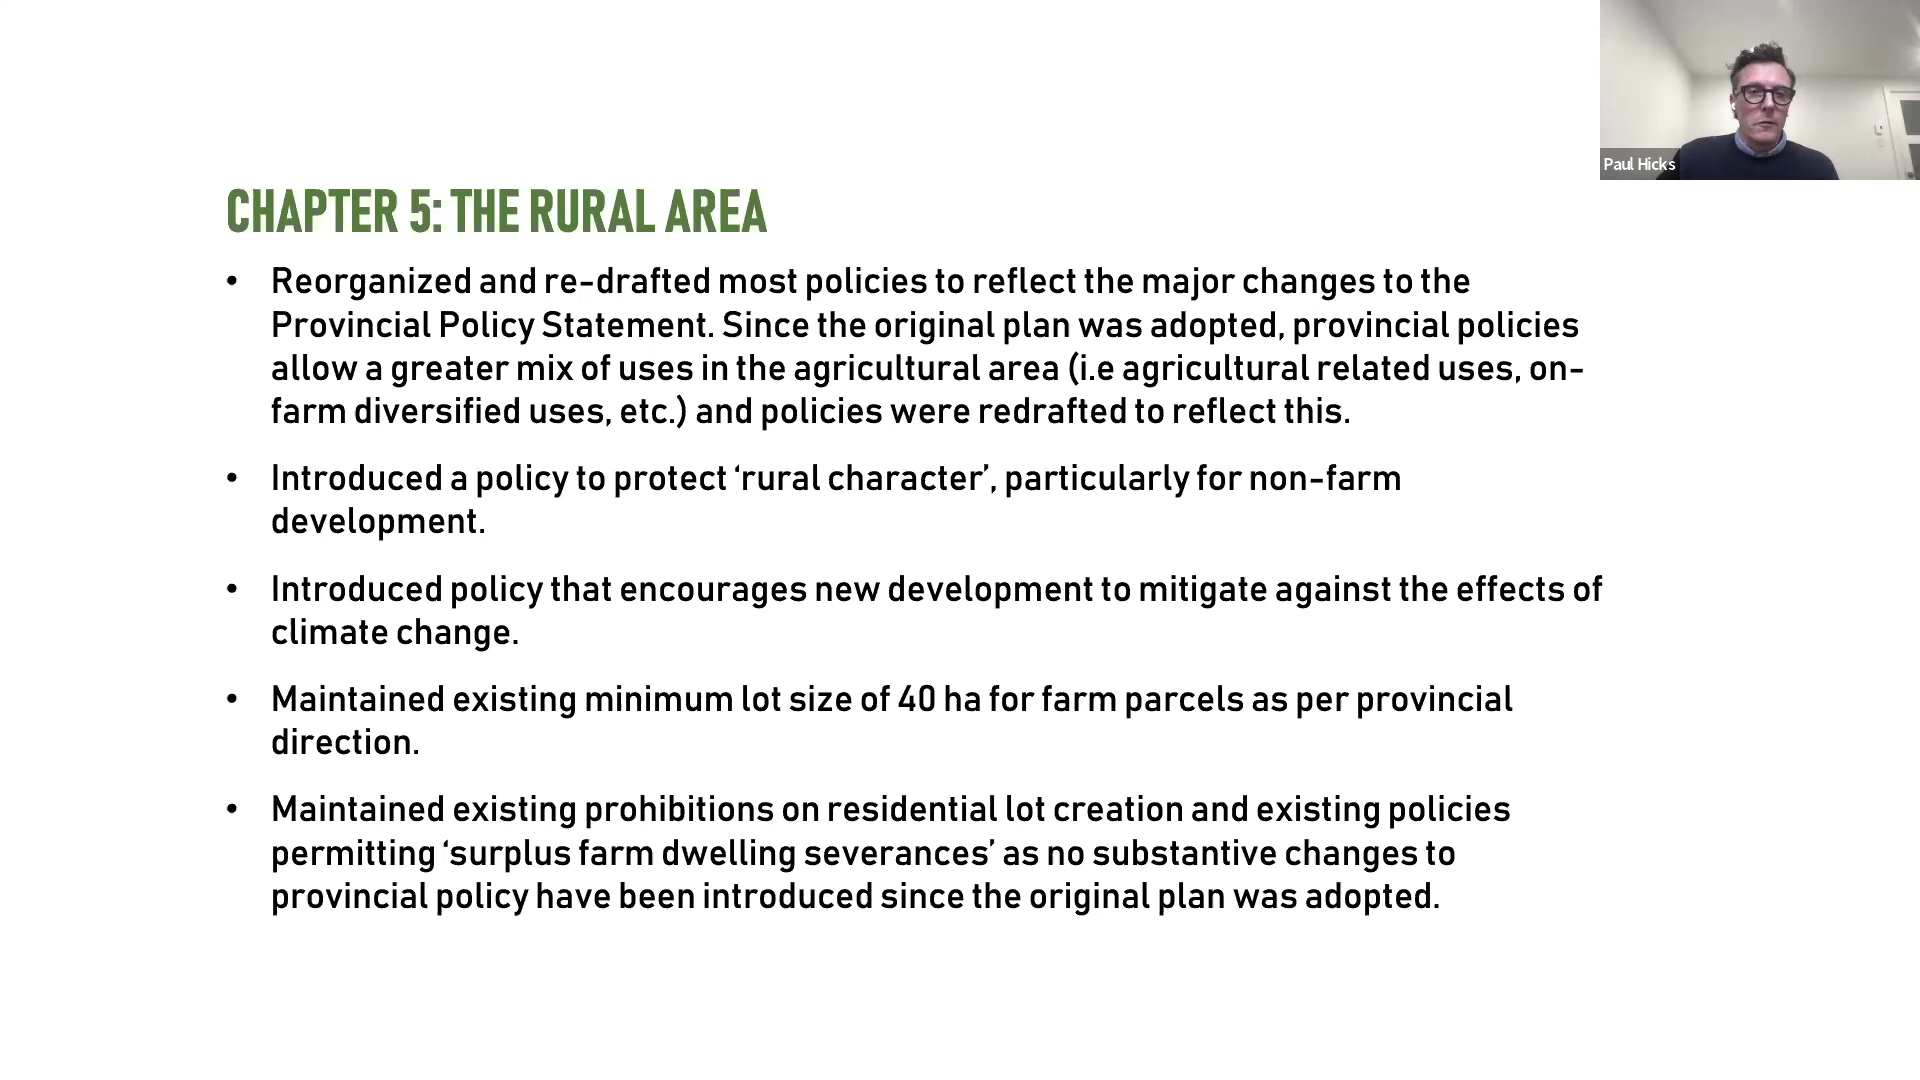 Paul Hicks
CHAPTER 5: THE RURAL AREA
• Reorganized and re-drafted most policies to reflect the major changes to the
Provincial Policy Statement. Since the original plan was adopted, provincial policies
allow a greater mix of uses in the agricultural area (i.e agricultural related uses, on-
farm diversified uses, etc.) and policies were redrafted to reflect this.
• Introduced a policy to protect ‘rural character’, particularly for non-farm
development.
• Introduced policy that encourages new development to mitigate against the effects of
climate change.
• Maintained existing minimum lot size of 40 ha for farm parcels as per provincial
direction.
• Maintained existing prohibitions on residential lot creation and existing policies
permitting ‘surplus farm dwelling severances’ as no substantive changes to
provincial policy have been introduced since the original plan was adopted.